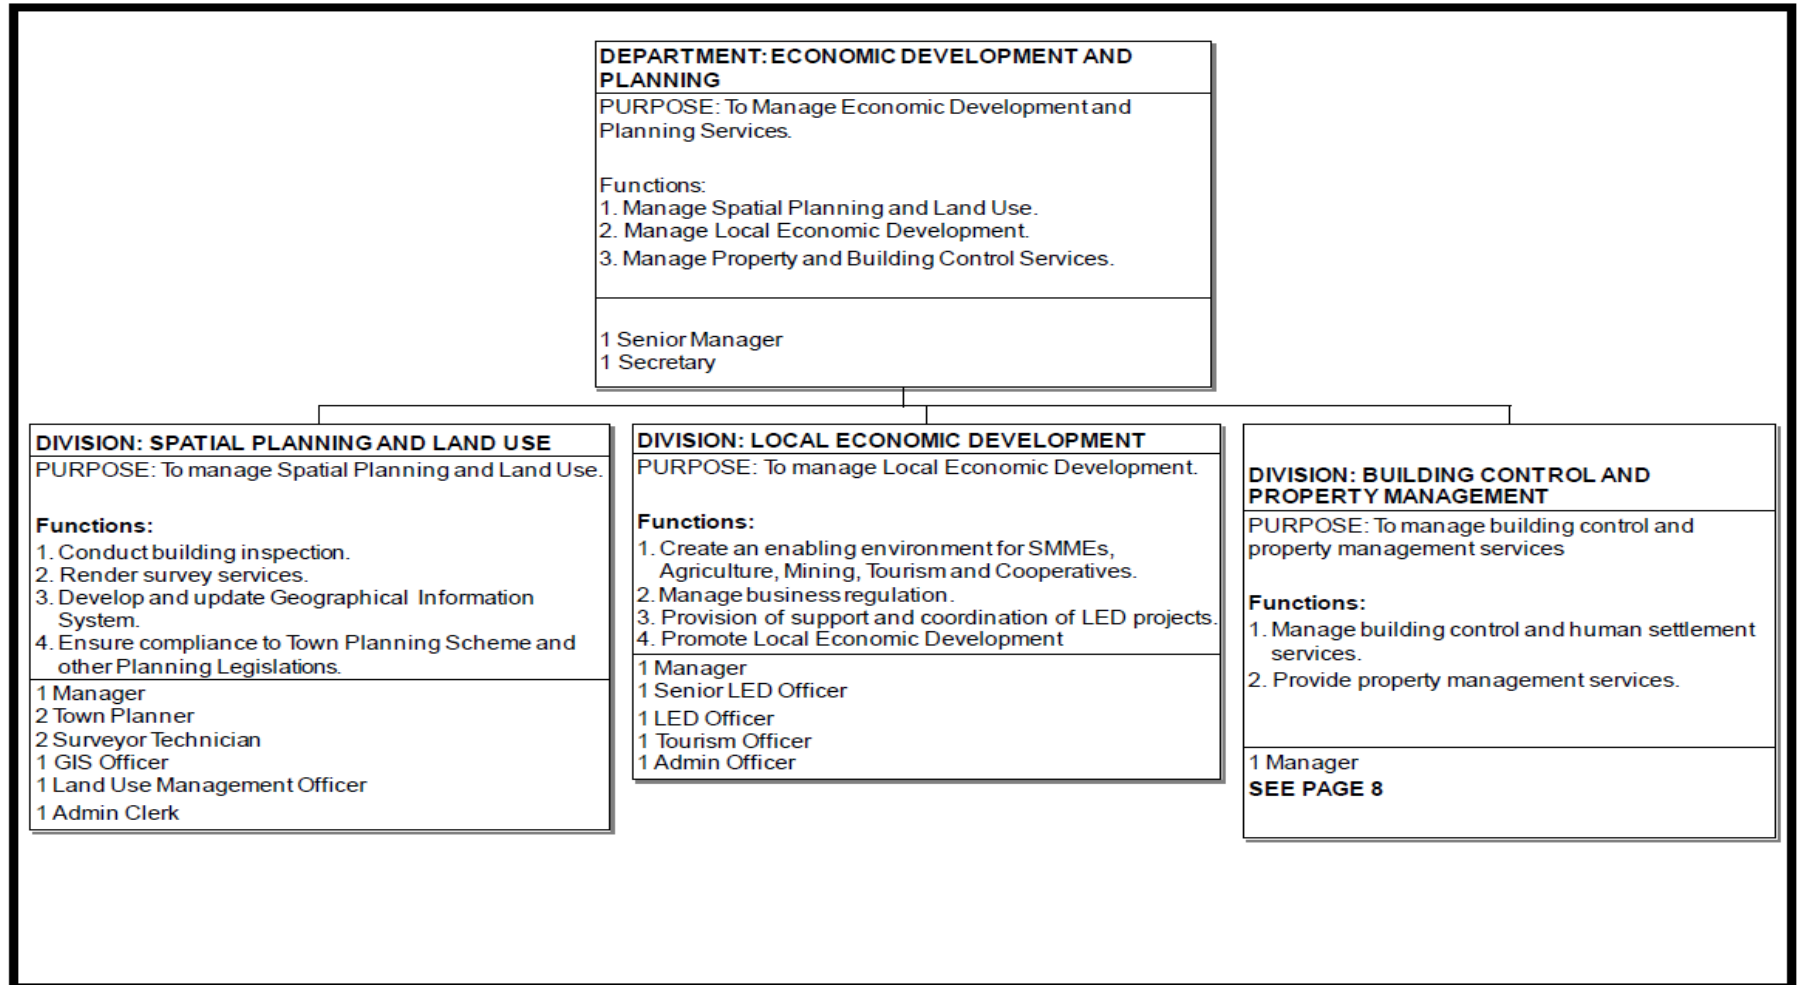 DEPARTMENT: ECONOMIC DEVELOPMENT AND
PLANNING
PURPOSE: To Manage Economic Development and
Planning Services.
Functions:
1. Manage Spatial Planning and Land Use.
2. Manage Local Economic Development.
3. Manage Property and Building Control Services.
1 Senior Manager
1 Secretary
DIVISION: SPATIAL PLANNING AND LAND USE
PURPOSE: To manage Spatial Planning and Land Use.
Functions:
1. Conduct building inspection.
2. Render survey services.
3. Develop and update Geographical Information
System.
4. Ensure compliance to Town Planning Scheme and
other Planning Legislations.
1 Manager
2 Town Planner
2 Surveyor Technician
1 GIS Officer
1 Land Use Management Officer
1 Admin Clerk
DIVISION: LOCAL ECONOMIC DEVELOPMENT
PURPOSE: To manage Local Economic Development.
Functions:
1. Create an enabling environment for SMMEs,
Agriculture, Mining, Tourism and Cooperatives.
2. Manage business regulation.
3. Provision of support and coordination of LED projects.
4. Promote Local Economic Development
1 Manager
1 Senior LED Officer
1 LED Officer
1 Tourism Officer
1 Admin Officer
DIVISION: BUILDING CONTROL AND
PROPERTY MANAGEMENT
PURPOSE: To manage building control and
property management services
Functions:
1. Manage building control and human settlement
services.
2. Provide property management services.
1 Manager
SEE PAGE 8